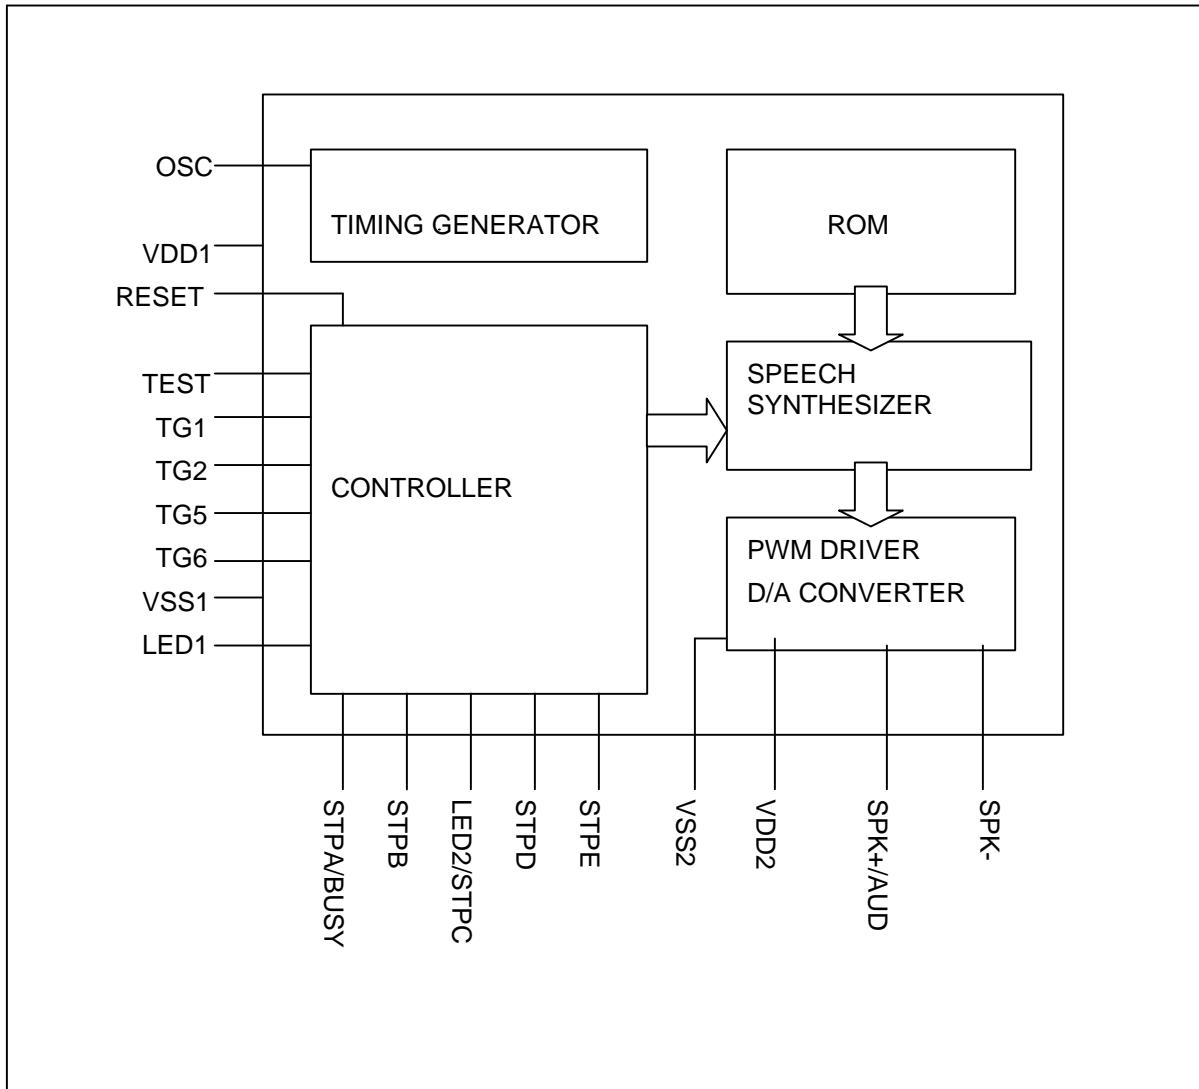 OSC
TIMING GENERATOR
ROM
VDD1
RESET
SPEECH
SYNTHESIZER
TEST
TG1
TG2
CONTROLLER
TG5
TG6
PWM DRIVER
D/A CONVERTER
VSS1
LED1
STPA/BUSY
STPB
LED2/STPC
STPD
STPE
VSS2
VDD2
SPK+/AUD
SPK-